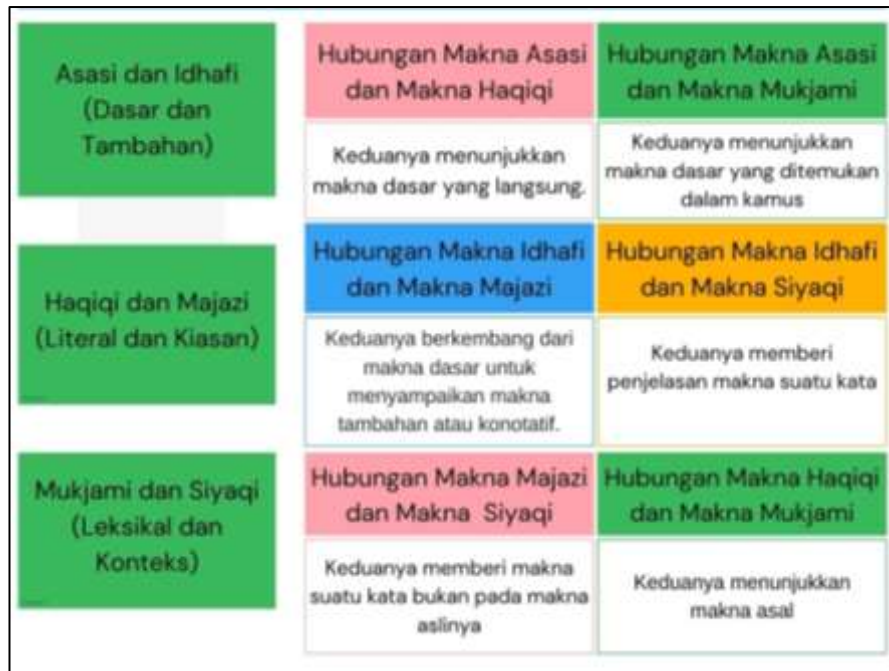 Asasi dan Idhafi
(Dasar dan
Tambahan)
Haqiqi dan Majazi
(Literal dan Kiasan)
Mukjami dan Siyaqi
(Leksikal dan
Konteks)
Hubungan Makna Asasi
dan Makna Haqiqi
Keduanya menunjukkan
makna dasar yang langsung.
Hubungan Makna Asasi
dan Makna Mukjami
Keduanya menunjukkan
makna dasar yang ditemukan
dalam kamus
Hubungan Makna Idhafi
dan Makna Majazi
Keduanya berkembang dari
makna dasar untuk
menyampaikan makna
tambahan atau konotatif.
Hubungan Makna Idhafi
dan Makna Siyaqi
Keduanya memberi
penjelasan makna suatu kata
Hubungan Makna Majazi
dan Makna Siyaqi
Keduanya memberi makna
suatu kata bukan pada makna
aslinya
Hubungan Makna Haqiqi
dan Makna Mukjami
Keduanya menunjukkan
makna asal